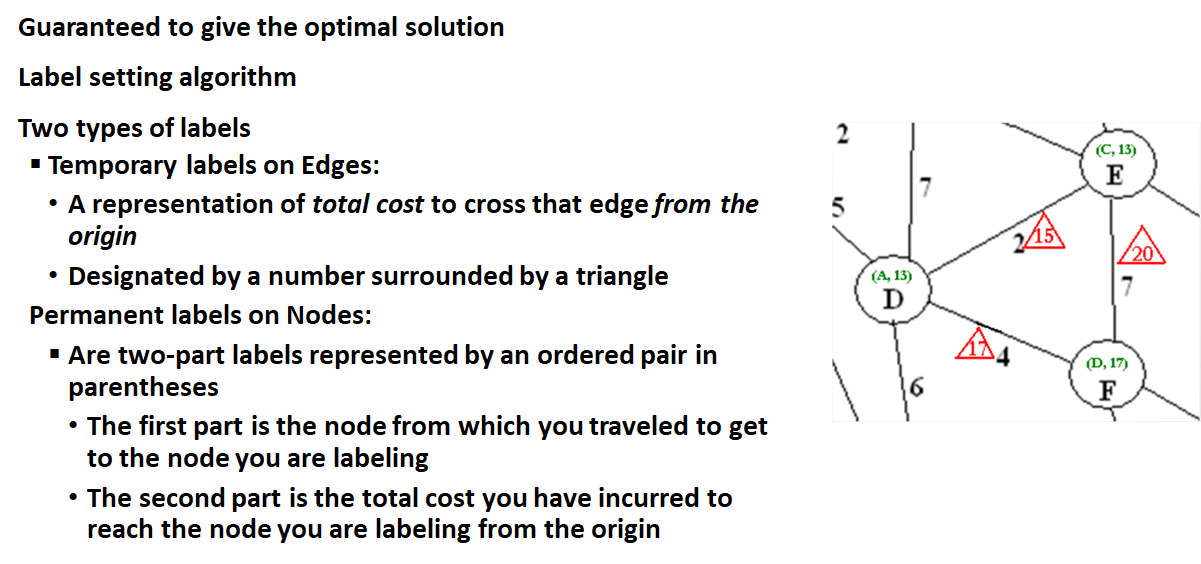 Guaranteed to give the optimal solution
Label setting algorithm
Two types of labels
▪ Temporary labels on Edges:
• A representation of total cost to cross that edge from the
origin
• Designated by a number surrounded by a triangle
Permanent labels on Nodes:
▪ Are two-part labels represented by an ordered pair in
parentheses
• The first part is the node from which you traveled to get
to the node you are labeling
• The second part is the total cost you have incurred to
reach the node you are labeling from the origin
2
(C, 13)
E
7
5
2
15
20
(A, 13)
D
7
17
4
(D, 17)
F
6